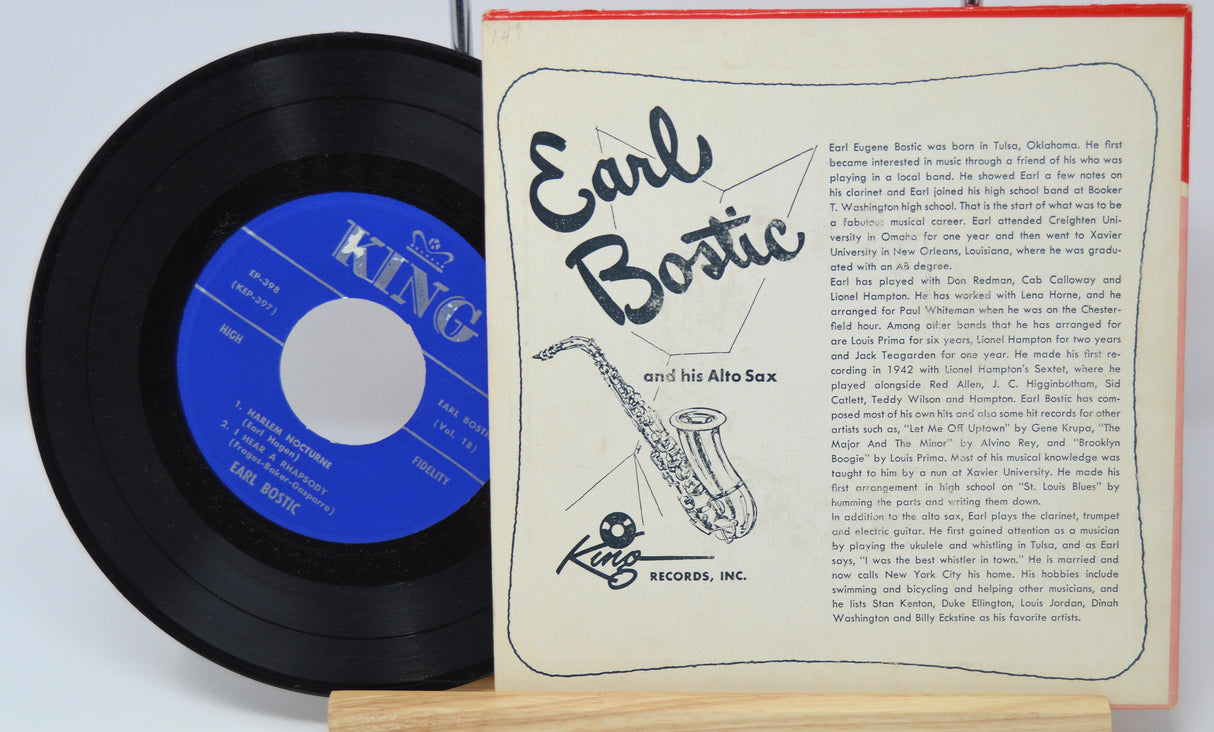 KING
EP-398
(KEP-397)
HIGH
EARL BOSTIC
(Vol. 18)
FIDELITY
1. HARLEM NOCTURNE
(Earl Hagen)
2. I HEAR A RHAPSODY
(Fragos-Baker-Gasparre)
EARL BOSTIC
Earl
Bostic
and his Alto Sax
King
RECORDS, INC.
Earl Eugene Bostic was born in Tulsa, Oklahoma. He first
became interested in music through a friend of his who was
playing in a local band. He showed Earl a few notes on
his clarinet and Earl joined his high school band at Booker
T. Washington high school. That is the start of what was to be
a fabulous musical career. Earl attended Creighten Uni-
versity in Omaha for one year and then went to Xavier
University in New Orleans, Louisiana, where he was gradu-
ated with an AB degree.
Earl has played with Don Redman, Cab Calloway and
Lionel Hampton. He has worked with Lena Horne, and he
arranged for Paul Whiteman when he was on the Chester-
field hour. Among other bands that he has arranged for
are Louis Prima for six years, Lionel Hampton for two years
and Jack Teagarden for one year. He made his first re-
cording in 1942 with Lionel Hampton's Sextet, where he
played alongside Red Allen, J. C. Higginbotham, Sid
Catlett, Teddy Wilson and Hampton. Earl Bostic has com-
posed most of his own hits and also some hit records for other
artists such as, "Let Me Off Uptown" by Gene Krupa, "The
Major And The Minor" by Alvino Rey, and "Brooklyn
Boogie" by Louis Prima. Most of his musical knowledge was
taught to him by a nun at Xavier University. He made his
first arrangement in high school on "St. Louis Blues" by
humming the parts and writing them down.
In addition to the alto sax, Earl plays the clarinet, trumpet
and electric guitar. He first gained attention as a musician
by playing the ukulele and whistling in Tulsa, and as Earl
says, "I was the best whistler in town." He is married and
now calls New York City his home. His hobbies include
swimming and bicycling and helping other musicians, and
he lists Stan Kenton, Duke Ellington, Louis Jordan, Dinah
Washington and Billy Eckstine as his favorite artists.